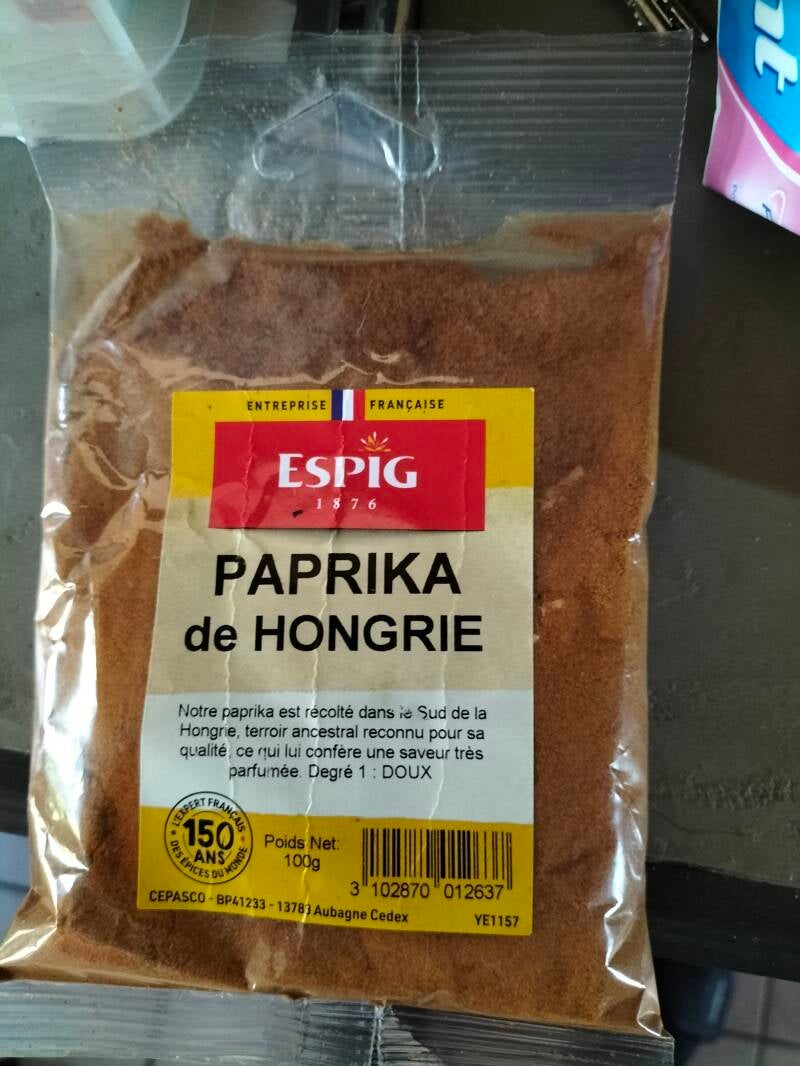 ENTREPRISE FRANÇAISE
ESPIG
1876
PAPRIKA
de HONGRIE
Notre paprika est récolté dans le Sud de la
Hongrie, terroir ancestral reconnu pour sa
qualité, ce qui lui confère une saveur très
parfumée. Degré 1 : DOUX
L'EXPERT FRANÇAIS
150
ANS
DES ÉPICES DU MONDE
Poids Net:
100g
3 102870 012637
CEPASCO - BP41233 - 13783 Aubagne Cedex
YE1157